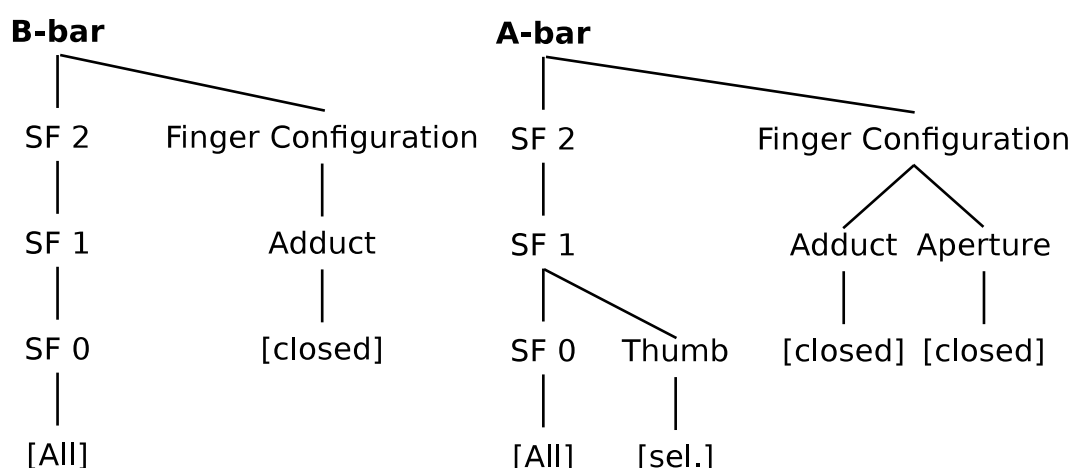 B-bar A-bar
SF 2 Finger Configuration SF 2 Finger Configuration
SF 1 Adduct SF 1 Adduct Aperture
SF 0 [closed] SF 0 Thumb [closed] [closed]
[All] [All] [sel.]